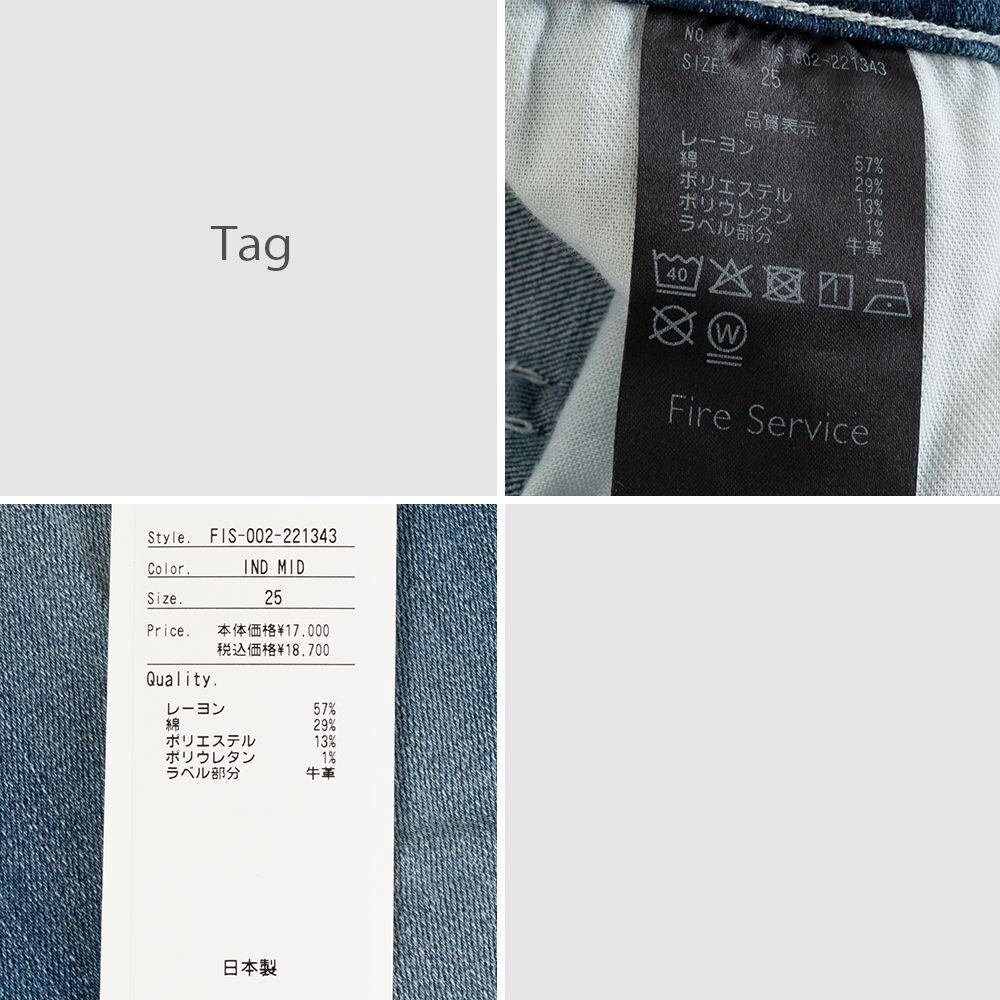 Tag
NO. FIS-002-221343
SIZE 25
品質表示
レーヨン 57%
綿 29%
ポリエステル 13%
ポリウレタン 1%
ラベル部分 牛革
40
W
Fire Service
Style. FIS-002-221343
Color. IND MID
Size. 25
Price. 本体価格¥17,000
税込価格¥18,700
Quality.
レーヨン 57%
綿 29%
ポリエステル 13%
ポリウレタン 1%
ラベル部分 牛革
日本製